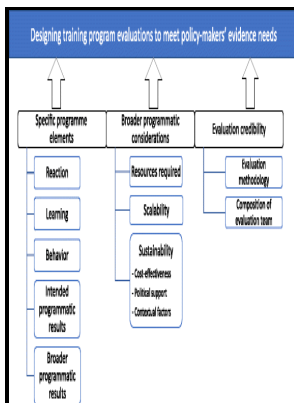 Designing training program evaluations to meet policy-makers' evidence needs
Specific programme
elements
Broader programmatic
considerations
Evaluation credibility
Reaction
Learning
Behavior
Intended
programmatic
results
Broader
programmatic
results
Resources required
Scalability
Sustainability
- Cost-effectiveness
- Political support
- Contextual factors
Evaluation
methodology
Composition of
evaluation team